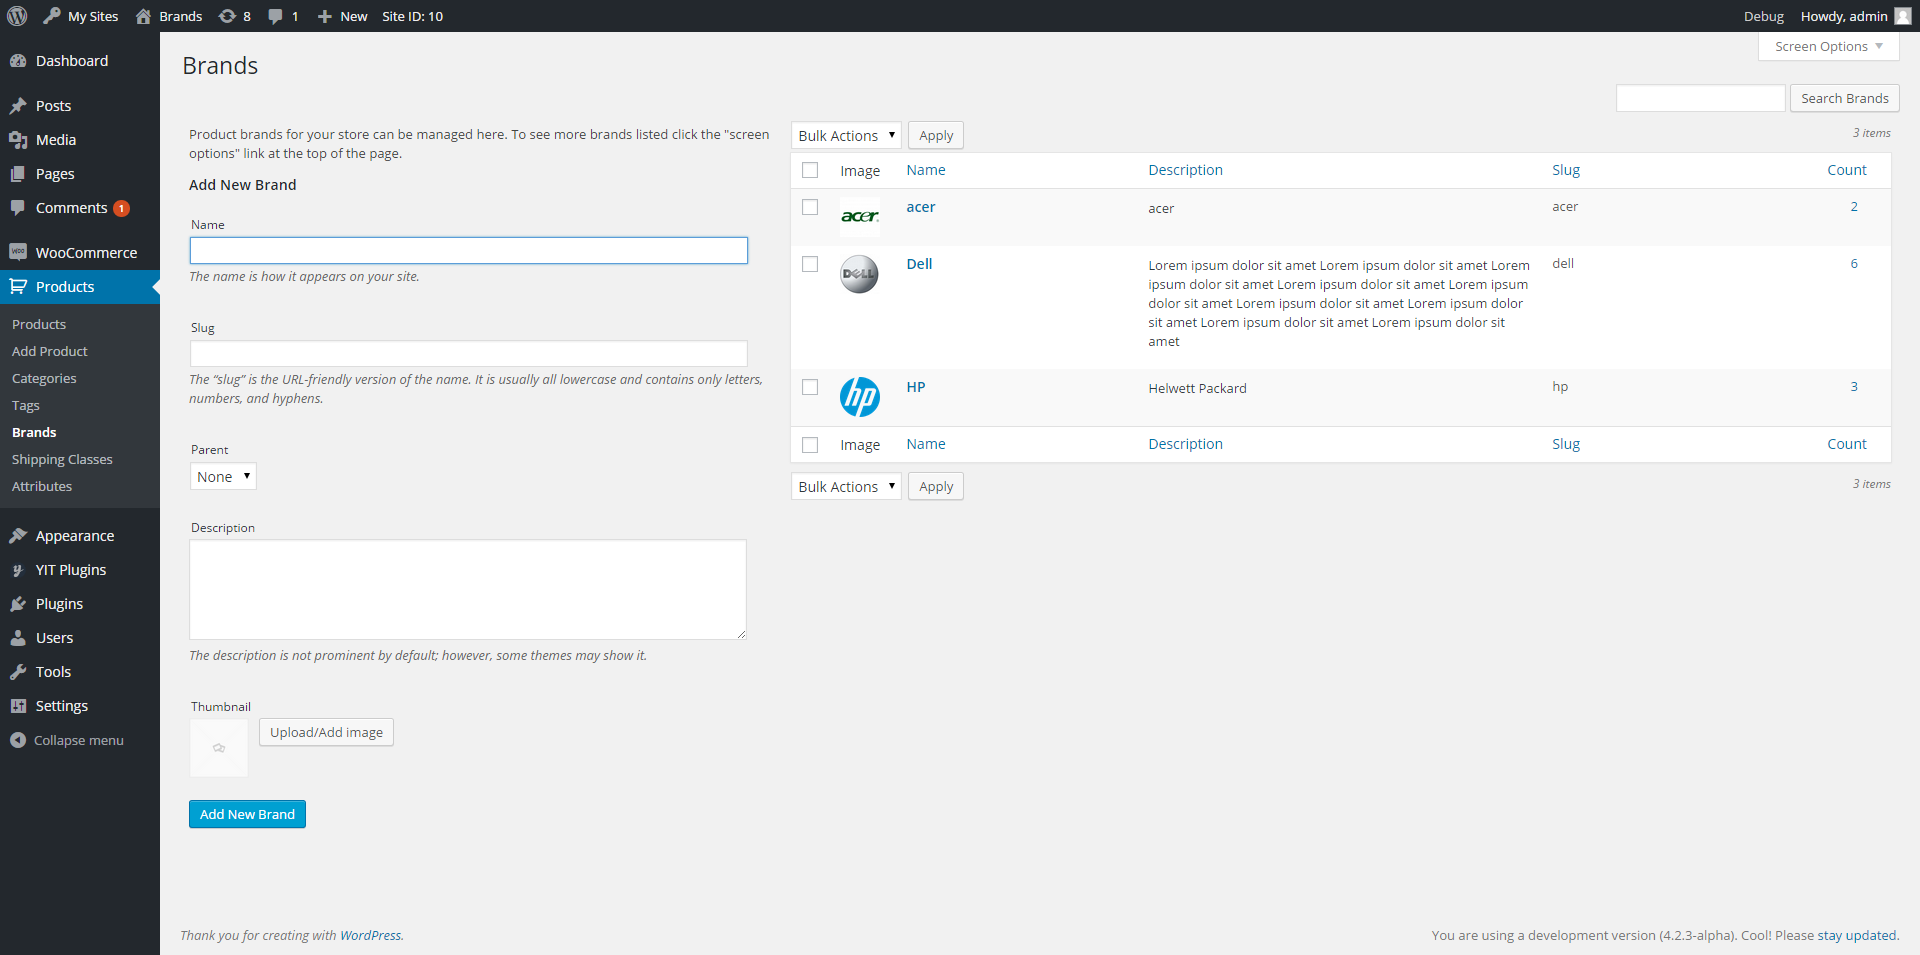 My Sites
Brands
8
1
New
Site ID: 10
Debug
Howdy, admin
Dashboard
Posts
Media
Pages
Comments 1
WooCommerce
Products
Products
Add Product
Categories
Tags
Brands
Shipping Classes
Attributes
Appearance
YIT Plugins
Plugins
Users
Tools
Settings
Collapse menu
Screen Options
Brands
Search Brands
Product brands for your store can be managed here. To see more brands listed click the "screen
options" link at the top of the page.
Add New Brand
Name
The name is how it appears on your site.
Slug
The “slug” is the URL-friendly version of the name. It is usually all lowercase and contains only letters,
numbers, and hyphens.
Parent
None
Description
The description is not prominent by default; however, some themes may show it.
Thumbnail
Upload/Add image
Add New Brand
Bulk Actions
Apply
3 items
Image Name Description Slug Count
acer acer acer acer 2
DELL Dell
Lorem ipsum dolor sit amet Lorem ipsum dolor sit amet Lorem
ipsum dolor sit amet Lorem ipsum dolor sit amet Lorem ipsum
dolor sit amet Lorem ipsum dolor sit amet Lorem ipsum dolor
sit amet Lorem ipsum dolor sit amet Lorem ipsum dolor sit
amet
dell 6
hp HP Helwett Packard hp 3
Image Name Description Slug Count
Bulk Actions
Apply
3 items
Thank you for creating with WordPress.
You are using a development version (4.2.3-alpha). Cool! Please stay updated.